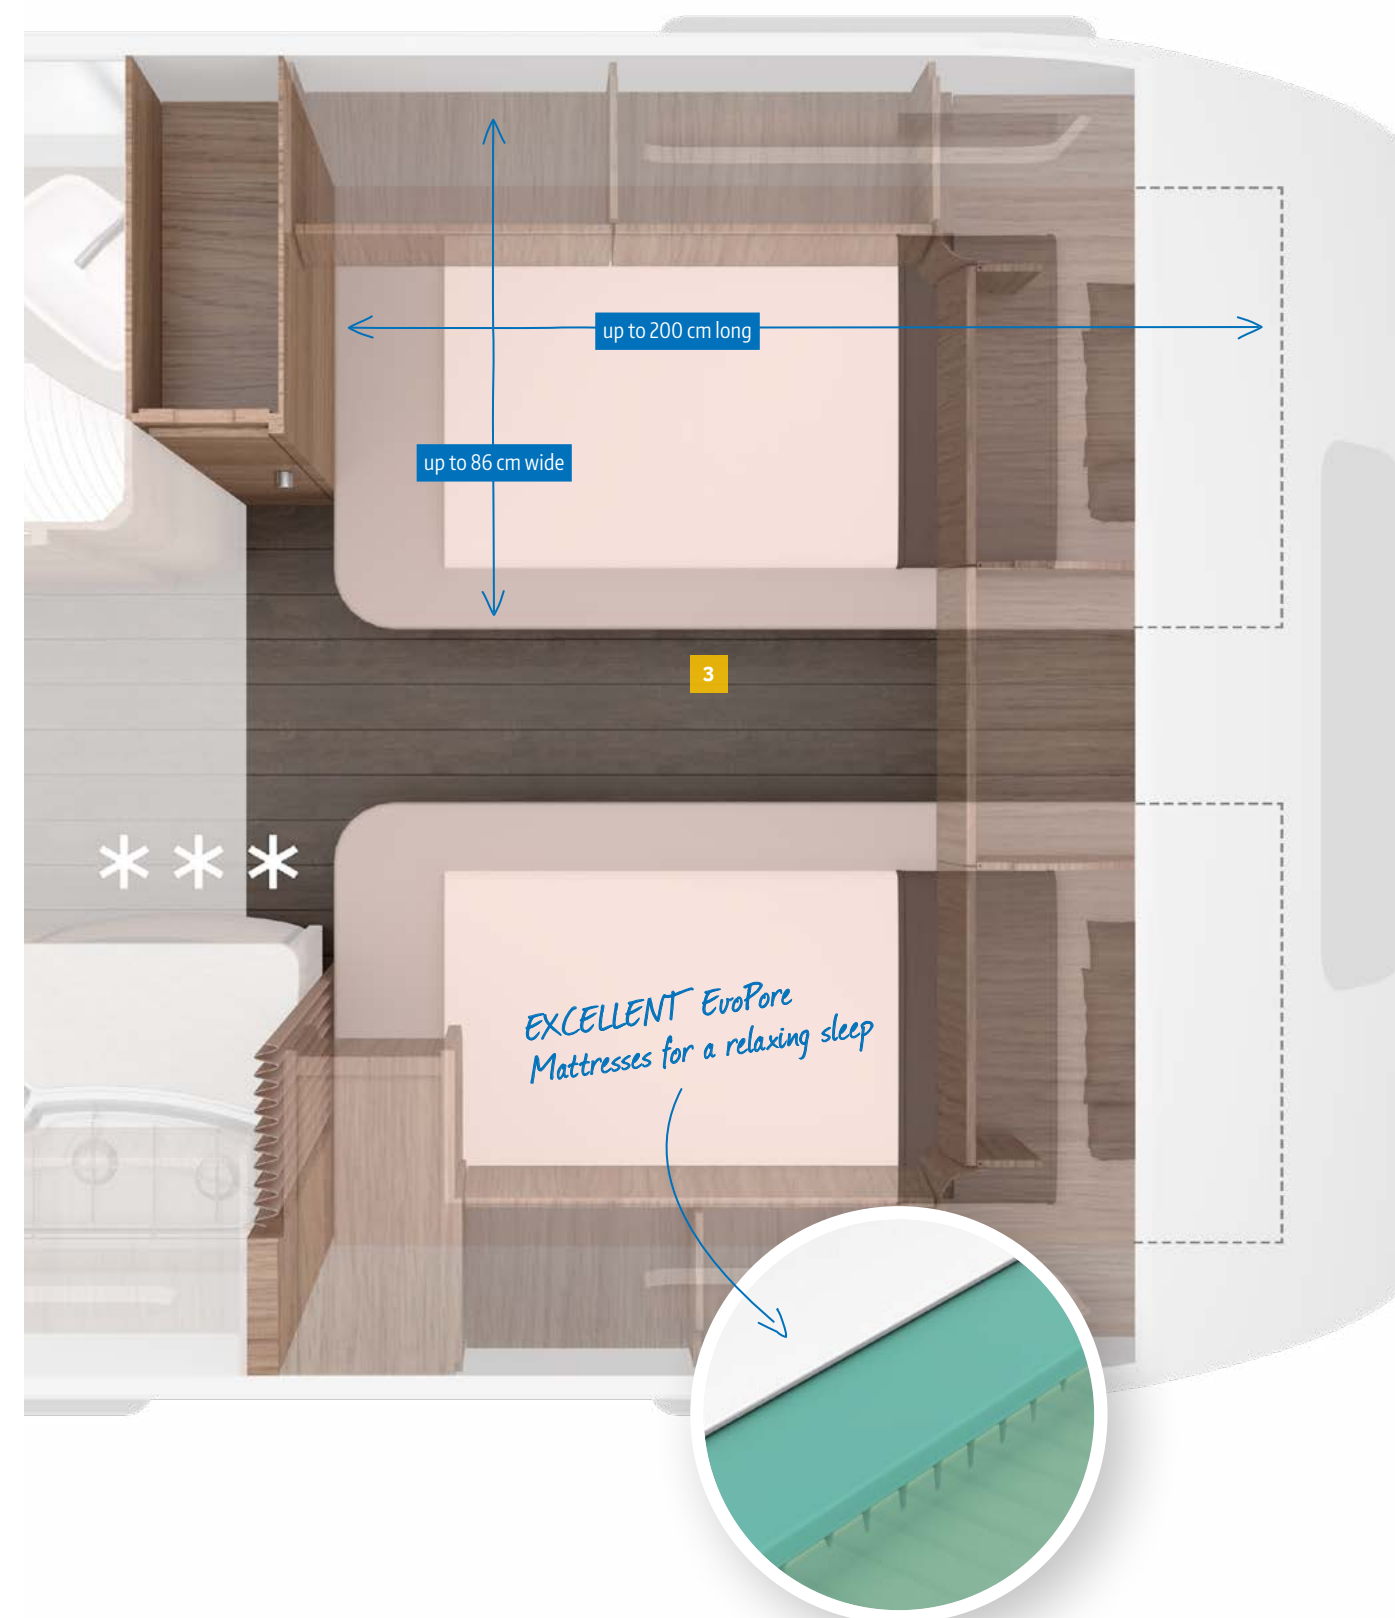 up to 200 cm long
up to 86 cm wide
3
***
EXCELLENT EvoPore
Mattresses for a relaxing sleep